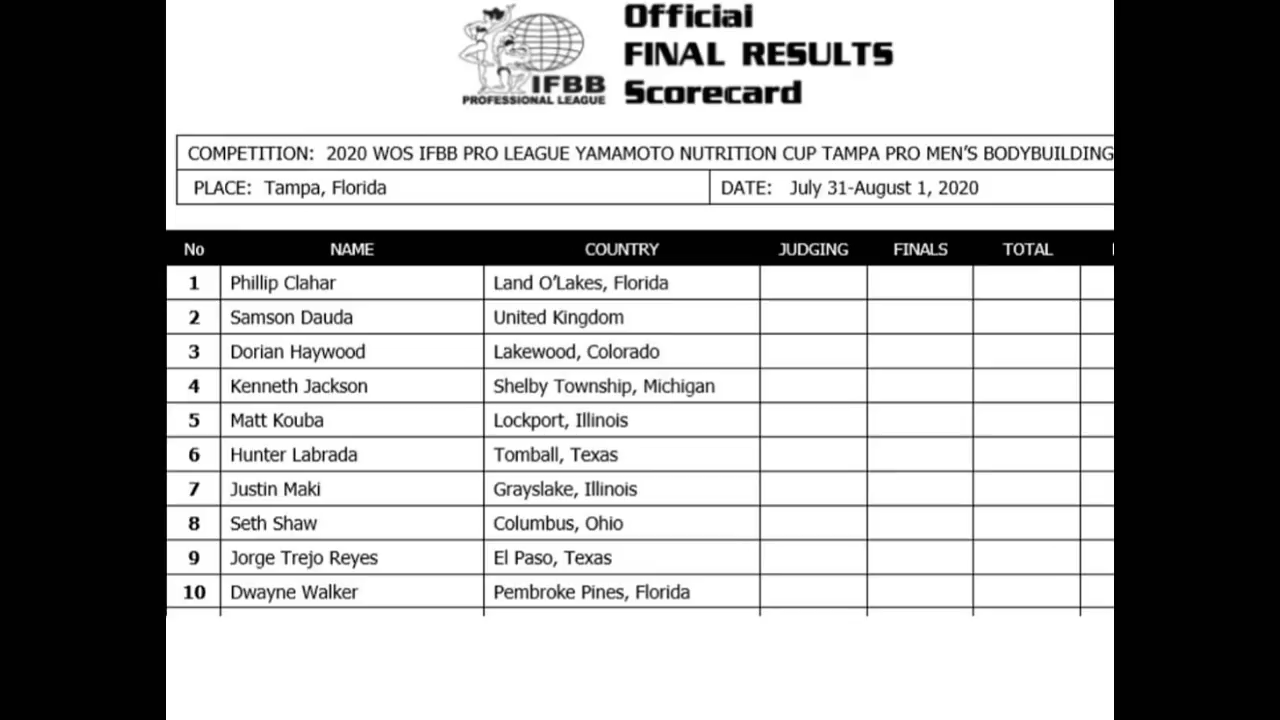 IFBB
PROFESSIONAL LEAGUE
Official
FINAL RESULTS
Scorecard
COMPETITION: 2020 WOS IFBB PRO LEAGUE YAMAMOTO NUTRITION CUP TAMPA PRO MEN'S BODYBUILDING
PLACE: Tampa, Florida DATE: July 31-August 1, 2020
No NAME COUNTRY JUDGING FINALS TOTAL
1 Phillip Clahar Land O'Lakes, Florida
2 Samson Dauda United Kingdom
3 Dorian Haywood Lakewood, Colorado
4 Kenneth Jackson Shelby Township, Michigan
5 Matt Kouba Lockport, Illinois
6 Hunter Labrada Tomball, Texas
7 Justin Maki Grayslake, Illinois
8 Seth Shaw Columbus, Ohio
9 Jorge Trejo Reyes El Paso, Texas
10 Dwayne Walker Pembroke Pines, Florida